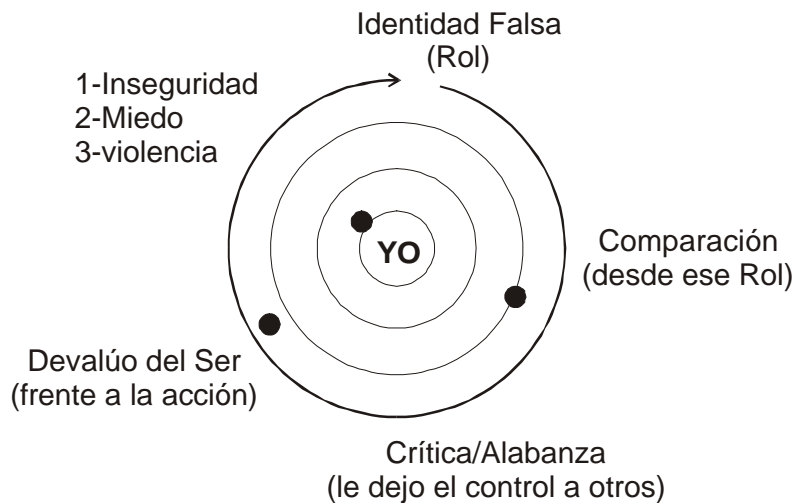 Identidad Falsa
(Rol)
1-Inseguridad
2-Miedo
3-violencia
YO
Comparación
(desde ese Rol)
Devalúo del Ser
(frente a la acción)
Crítica/Alabanza
(le dejo el control a otros)